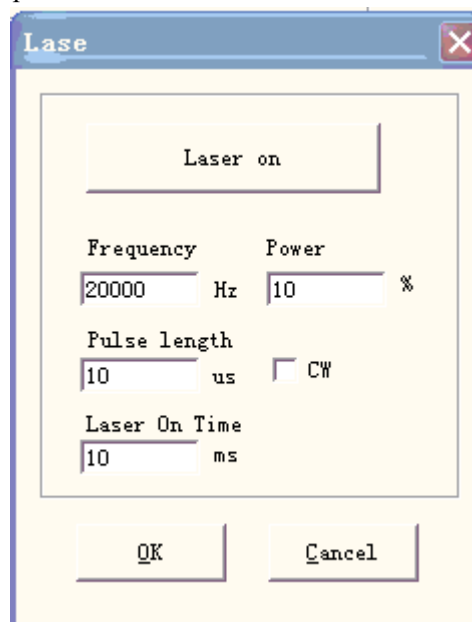 Lase
Laser on
Frequency Power
20000 Hz 10 %
Pulse length
10 us CW
Laser On Time
10 ms
OK Cancel